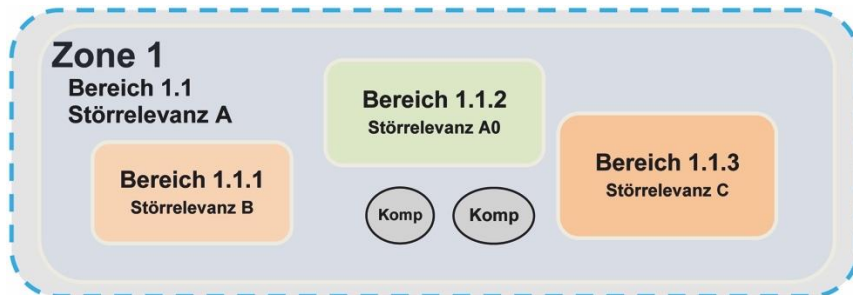 Zone 1
Bereich 1.1
Störrelevanz A
Bereich 1.1.2
Störrelevanz A0
Bereich 1.1.1
Störrelevanz B
Bereich 1.1.3
Störrelevanz C
Komp
Komp